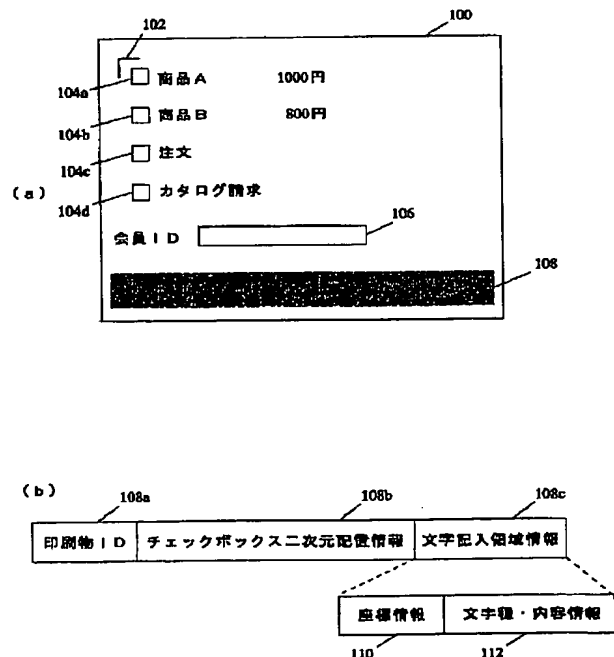 100
102
104a
商品A 1000円
104b
商品B 800円
104c
注文
(a)
104d
カタログ請求
106
会員ID
108
(b)
108a
108b
108c
印刷物ID チェックボックス二次元配置情報 文字記入領域情報
座標情報 文字種・内容情報
110
112